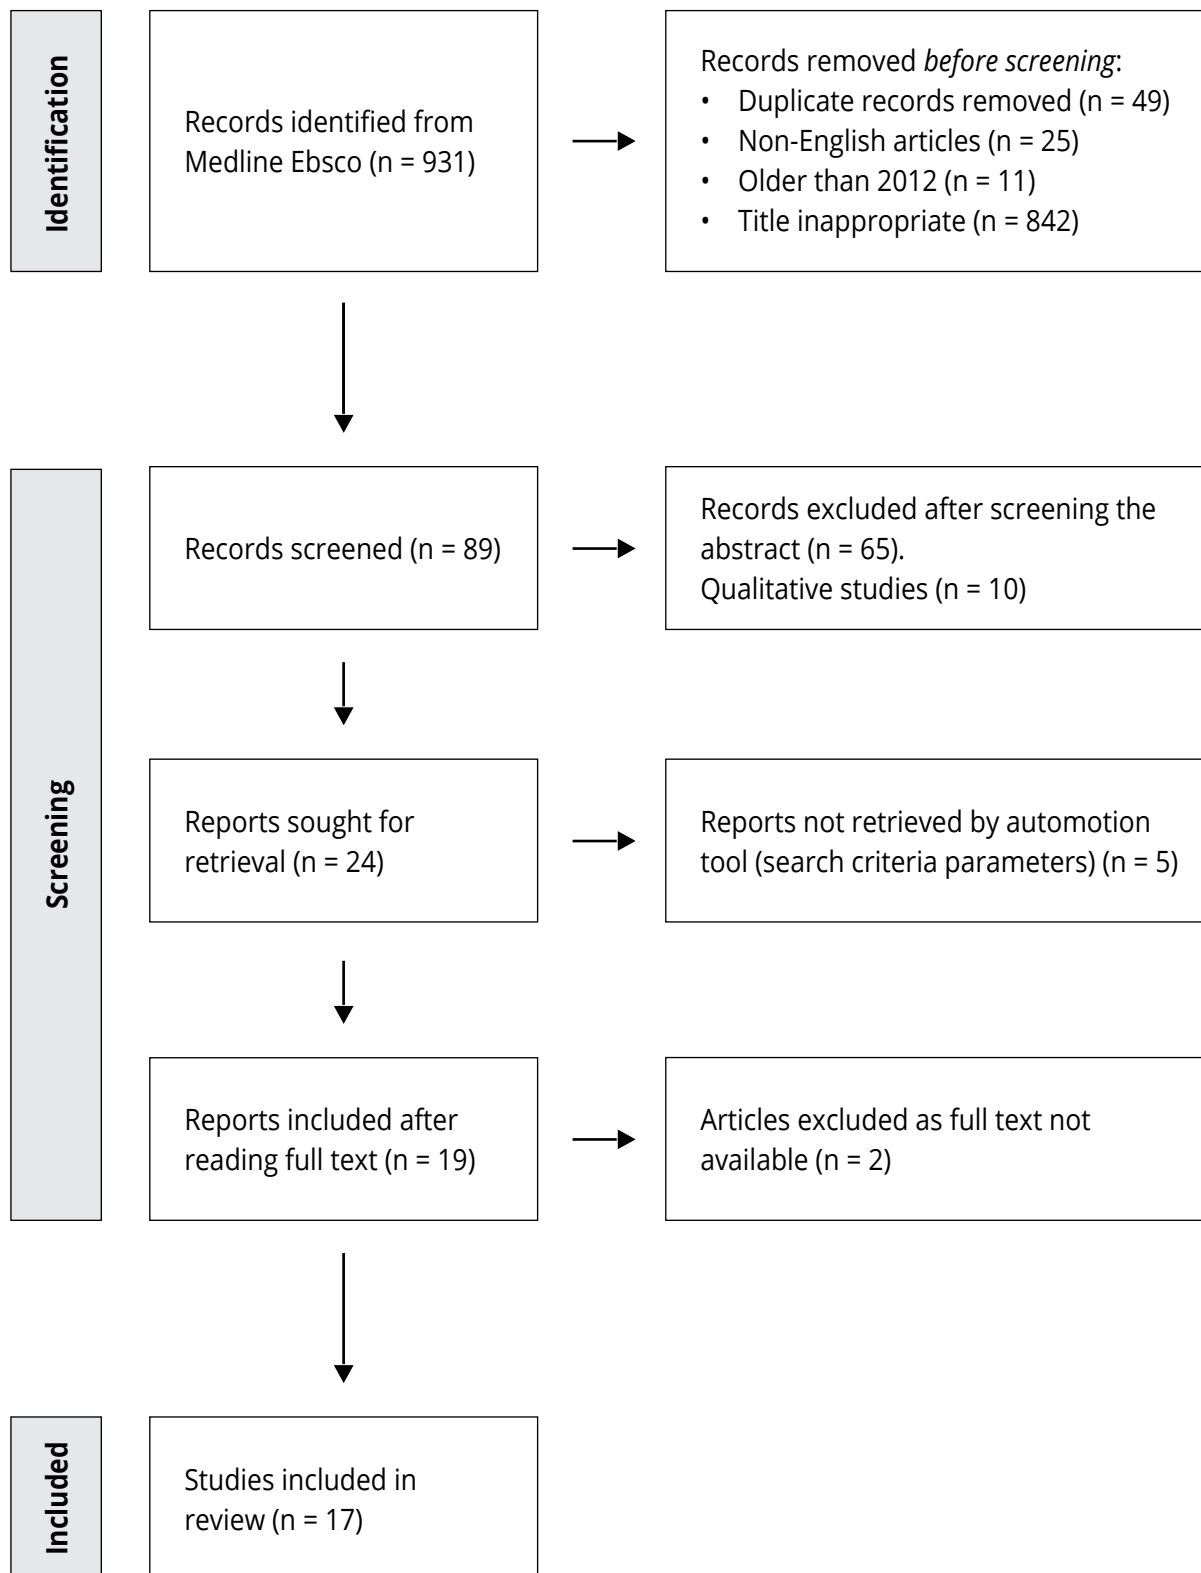 Identification
Records identified from
Medline Ebsco (n = 931)
Records removed before screening:
• Duplicate records removed (n = 49)
• Non-English articles (n = 25)
• Older than 2012 (n = 11)
• Title inappropriate (n = 842)
Screening
Records screened (n = 89)
Records excluded after screening the
abstract (n = 65).
Qualitative studies (n = 10)
Reports sought for
retrieval (n = 24)
Reports not retrieved by automotion
tool (search criteria parameters) (n = 5)
Reports included after
reading full text (n = 19)
Articles excluded as full text not
available (n = 2)
Included
Studies included in
review (n = 17)